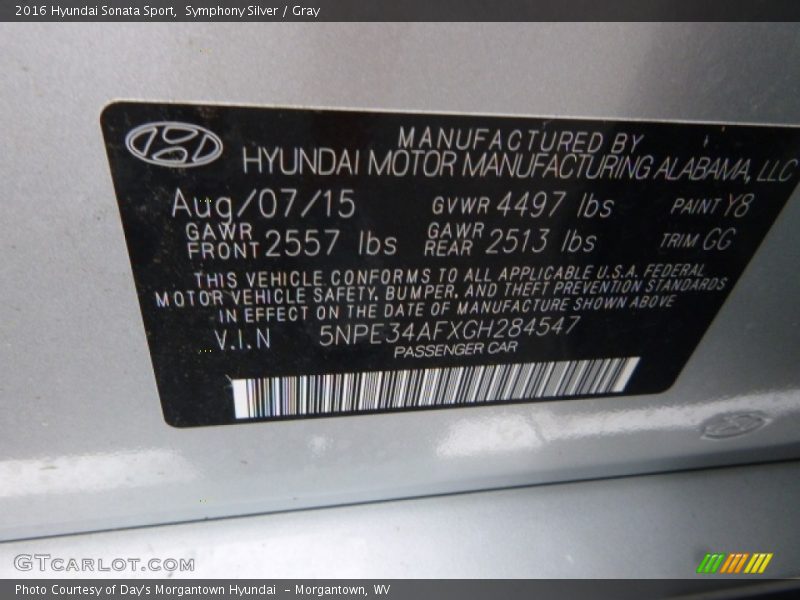 2016 Hyundai Sonata Sport, Symphony Silver / Gray
MANUFACTURED BY
HYUNDAI MOTOR MANUFACTURING ALABAMA, LLC
Aug/07/15 GVWR 4497 lbs PAINT Y8
GAWR FRONT 2557 lbs GAWR REAR 2513 lbs TRIM GG
THIS VEHICLE CONFORMS TO ALL APPLICABLE U.S.A. FEDERAL
MOTOR VEHICLE SAFETY, BUMPER, AND THEFT PREVENTION STANDARDS
IN EFFECT ON THE DATE OF MANUFACTURE SHOWN ABOVE
V.I.N 5NPE34AFXGH284547
PASSENGER CAR
GTCARLOT.COM
Photo Courtesy of Day's Morgantown Hyundai - Morgantown, WV